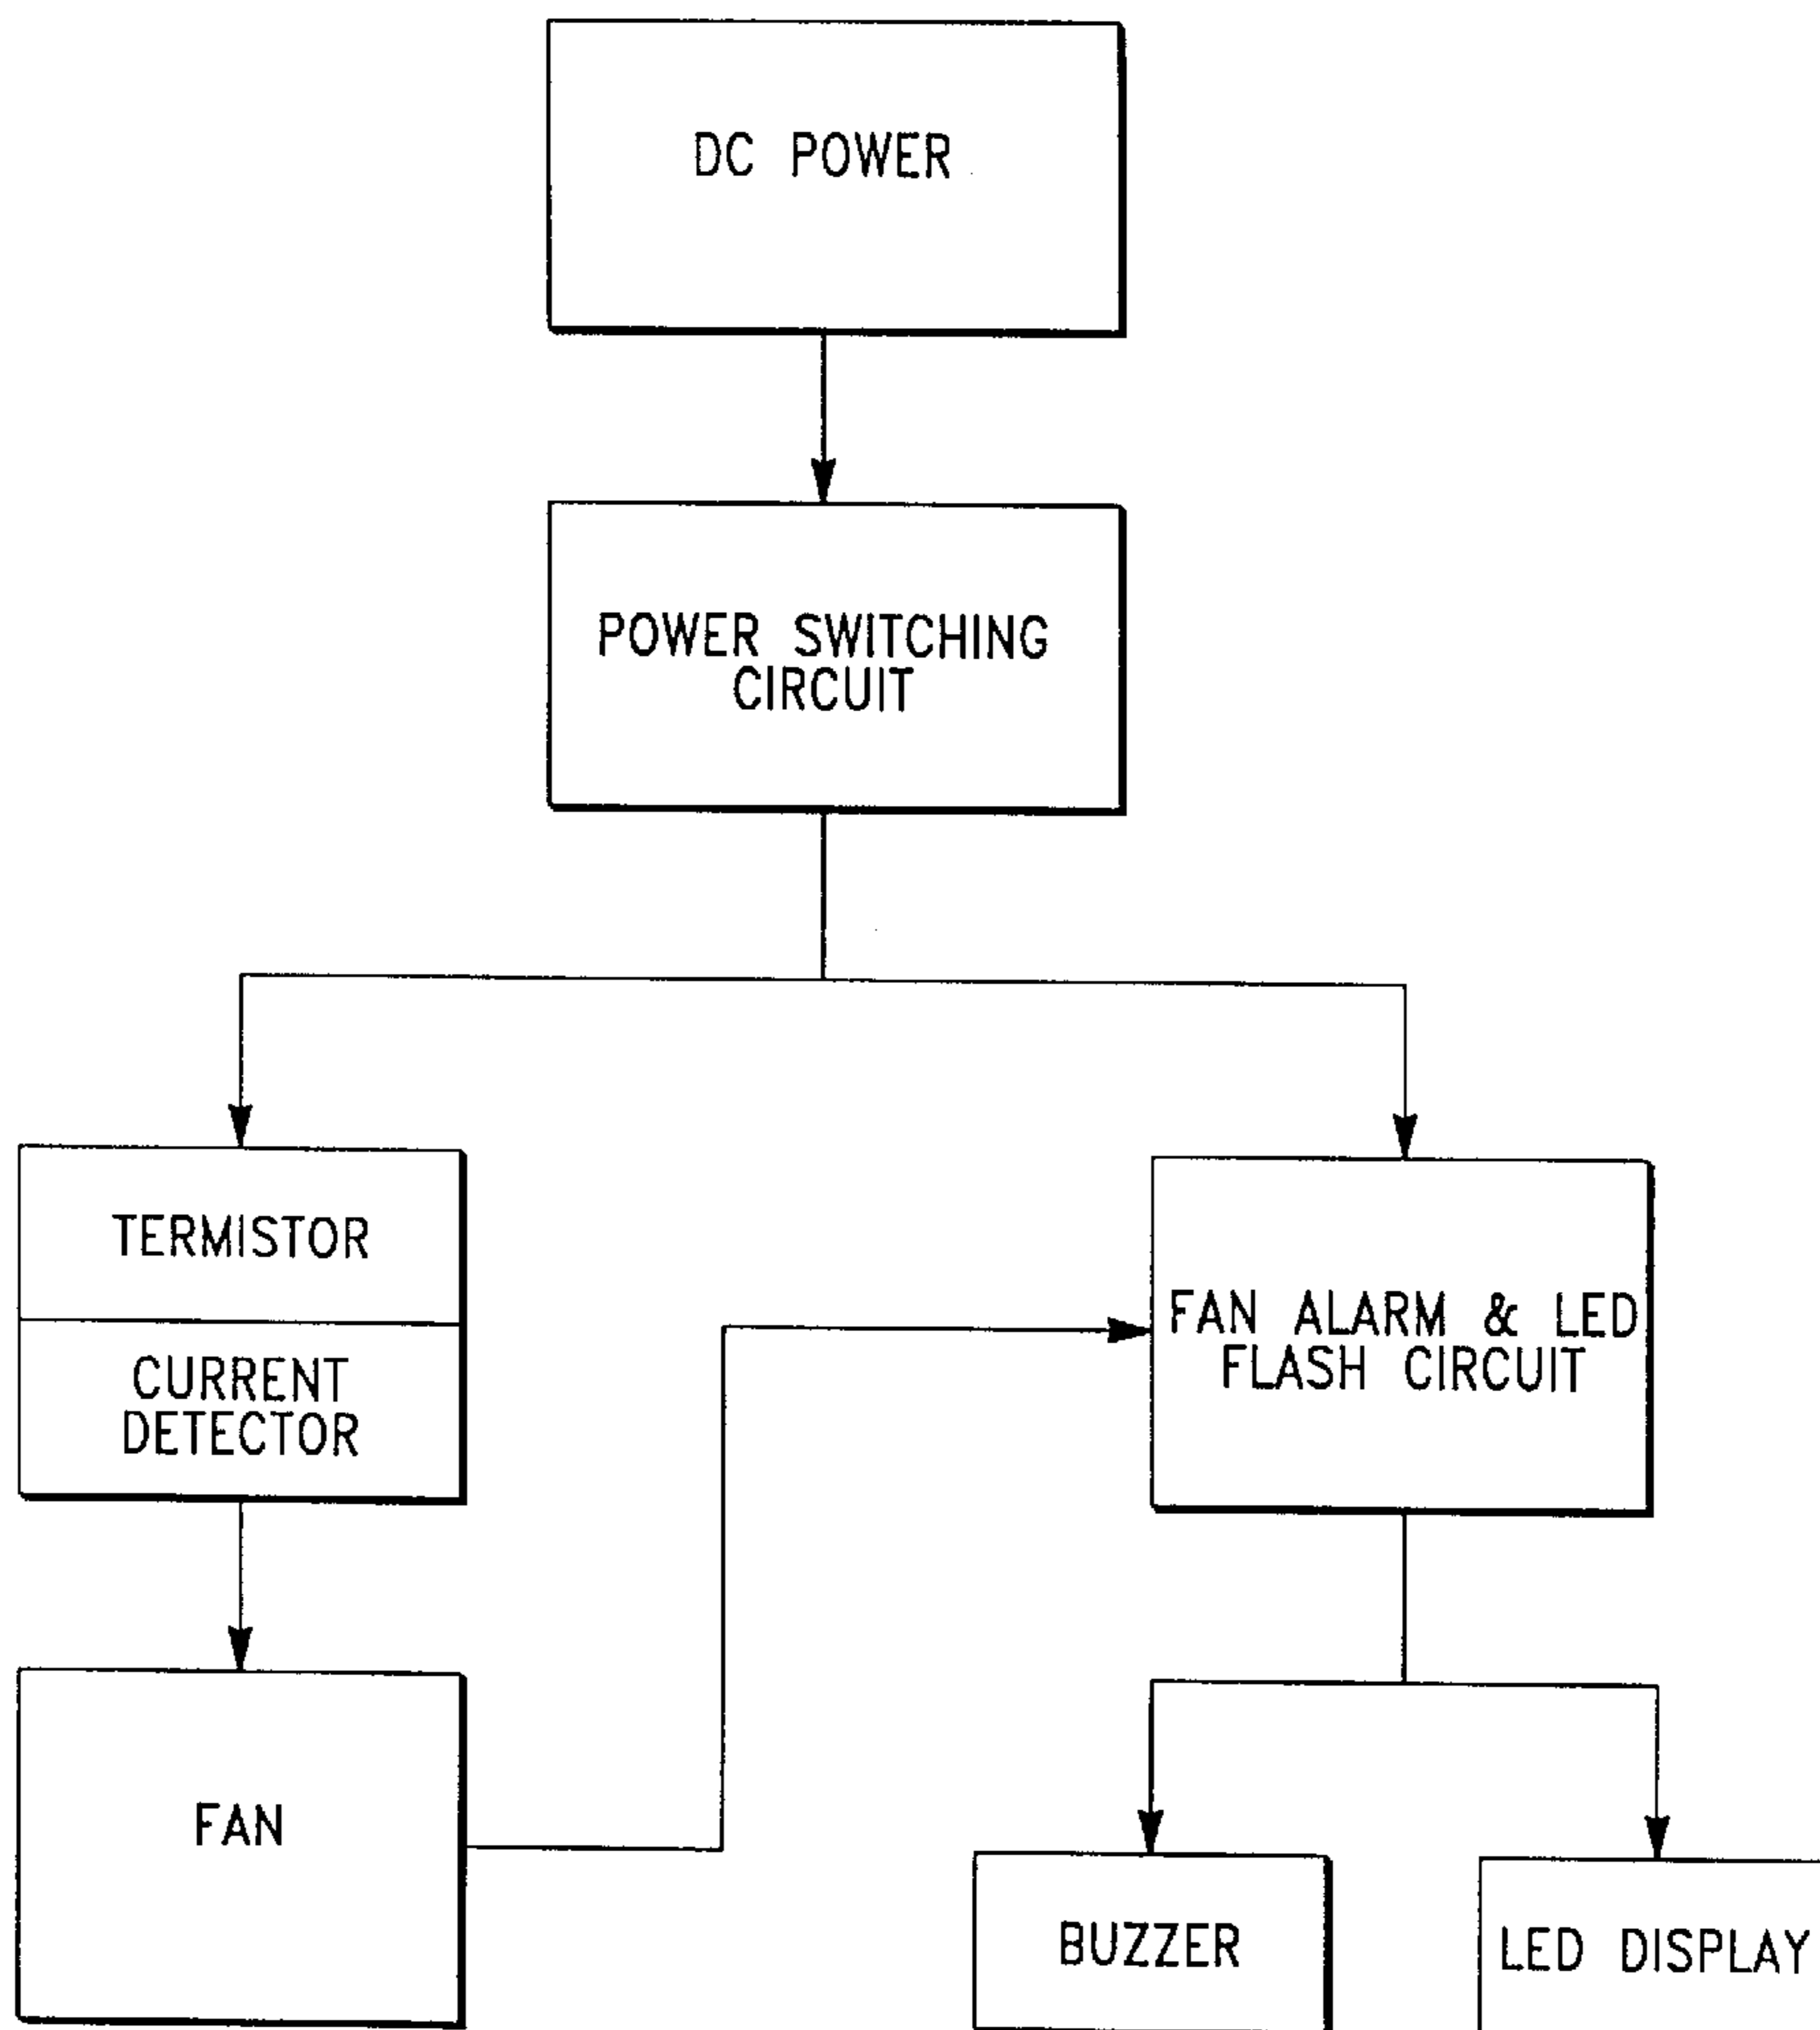 DC POWER
POWER SWITCHING
CIRCUIT
TERMISTOR
CURRENT
DETECTOR
FAN ALARM & LED
FLASH CIRCUIT
FAN
BUZZER
LED DISPLAY